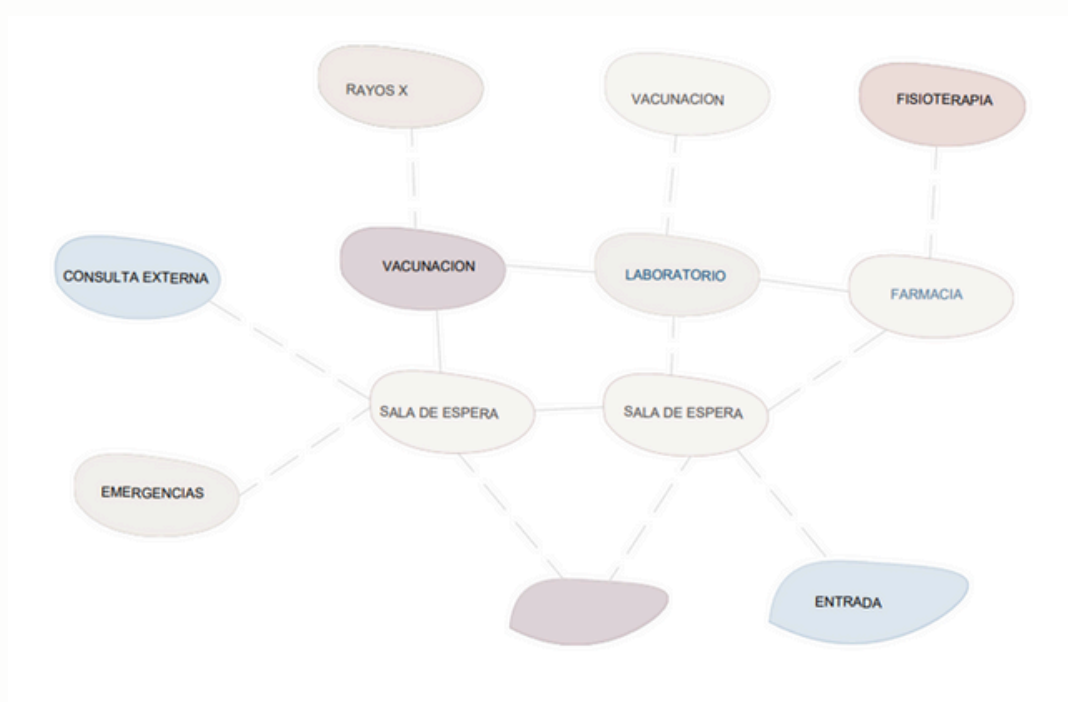 RAYOS X
VACUNACION
FISIOTERAPIA
CONSULTA EXTERNA
VACUNACION
LABORATORIO
FARMACIA
SALA DE ESPERA
SALA DE ESPERA
EMERGENCIAS
ENTRADA